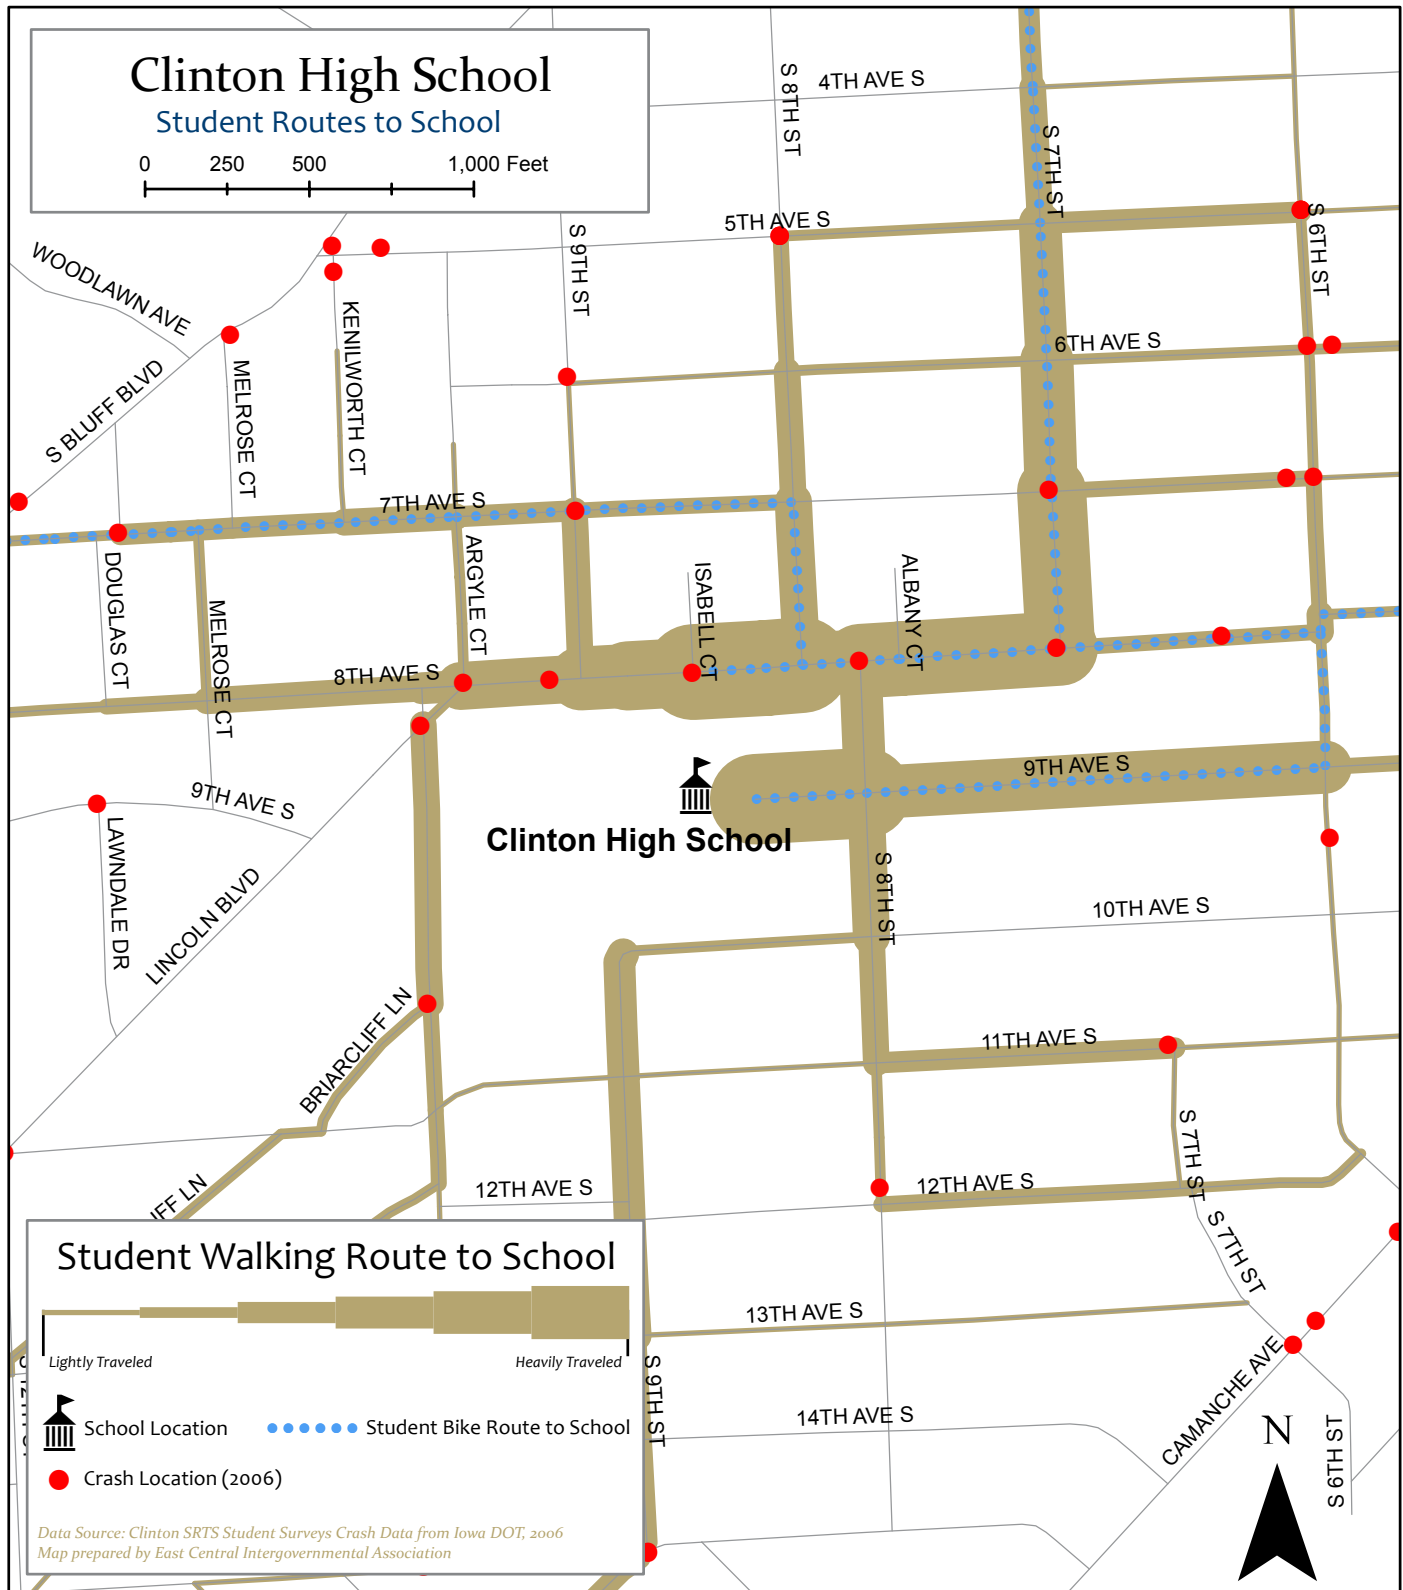 Clinton High School
Student Routes to School
0 250 500 1,000 Feet
S 8TH ST
4TH AVE S
S 7TH ST
5TH AVE S
S 6TH ST
S 9TH ST
WOODLAWN AVE
KENILWORTH CT
6TH AVE S
MELROSE CT
S BLUFF BLVD
7TH AVE S
ARGYLE CT
ISABELL CT
ALBANY CT
DOUGLAS CT
MELROSE CT
8TH AVE S
9TH AVE S
9TH AVE S
Clinton High School
LAWNDALE DR
LINCOLN BLVD
S 8TH ST
10TH AVE S
BRIARCLIFF LN
11TH AVE S
S 7TH ST
IFF LN
12TH AVE S
12TH AVE S
S 7TH ST
13TH AVE S
S 9TH ST
CAMANCHE AVE
14TH AVE S
S 6TH ST
N
Student Walking Route to School
Lightly Traveled Heavily Traveled
School Location
Student Bike Route to School
Crash Location (2006)
Data Source: Clinton SRTS Student Surveys Crash Data from Iowa DOT, 2006
Map prepared by East Central Intergovernmental Association